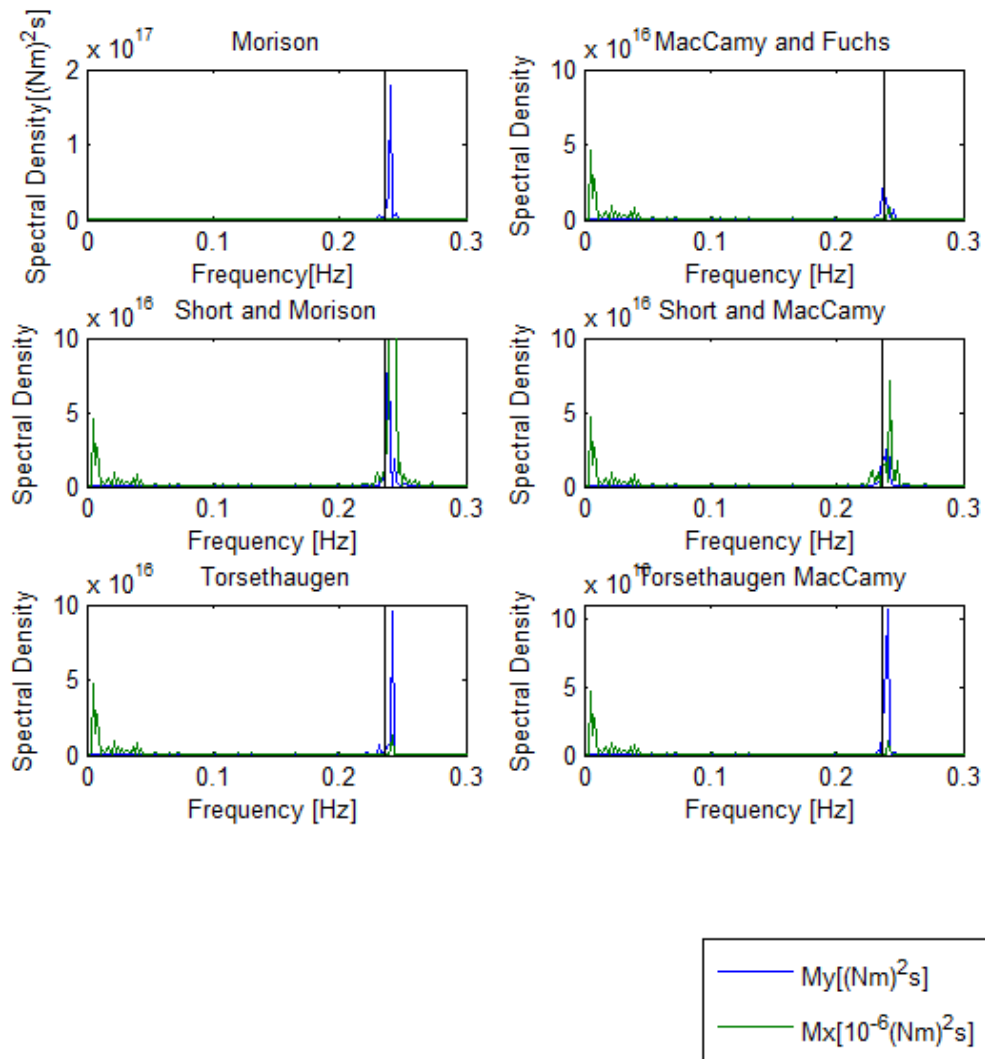 x 10^17 Morison
Spectral Density[(Nm)^2s]
2
1
0
0 0.1 0.2 0.3
Frequency[Hz]
x 10^16 MacCamy and Fuchs
Spectral Density
10
5
0
0 0.1 0.2 0.3
Frequency [Hz]
x 10^16 Short and Morison
Spectral Density
10
5
0
0 0.1 0.2 0.3
Frequency [Hz]
x 10^16 Short and MacCamy
Spectral Density
10
5
0
0 0.1 0.2 0.3
Frequency [Hz]
x 10^16 Torsethaugen
Spectral Density
10
5
0
0 0.1 0.2 0.3
Frequency [Hz]
x 10^16 Torsethaugen MacCamy
Spectral Density
10
5
0
0 0.1 0.2 0.3
Frequency [Hz]
My[(Nm)^2s]
Mx[10^-6(Nm)^2s]